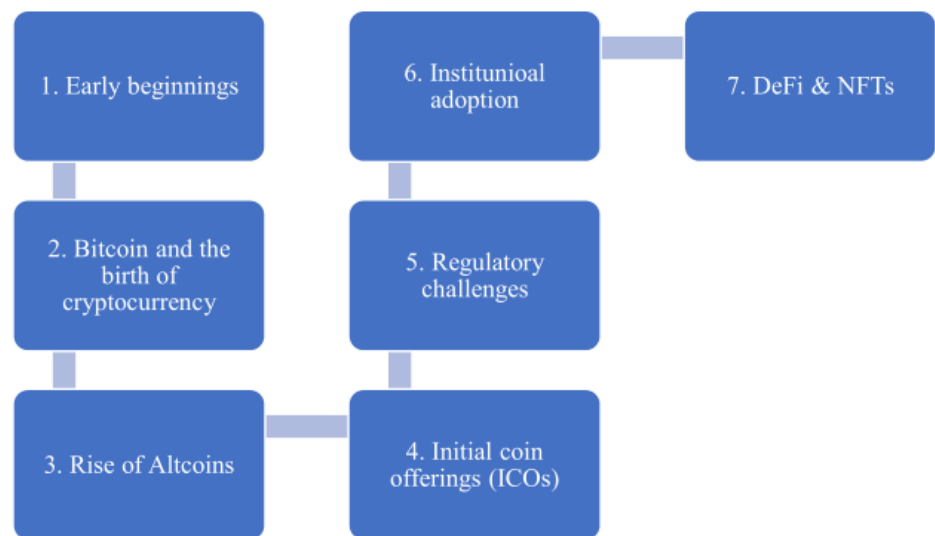 1. Early beginnings
2. Bitcoin and the
birth of
cryptocurrency
3. Rise of Altcoins
4. Initial coin
offerings (ICOs)
5. Regulatory
challenges
6. Institunioal
adoption
7. DeFi & NFTs